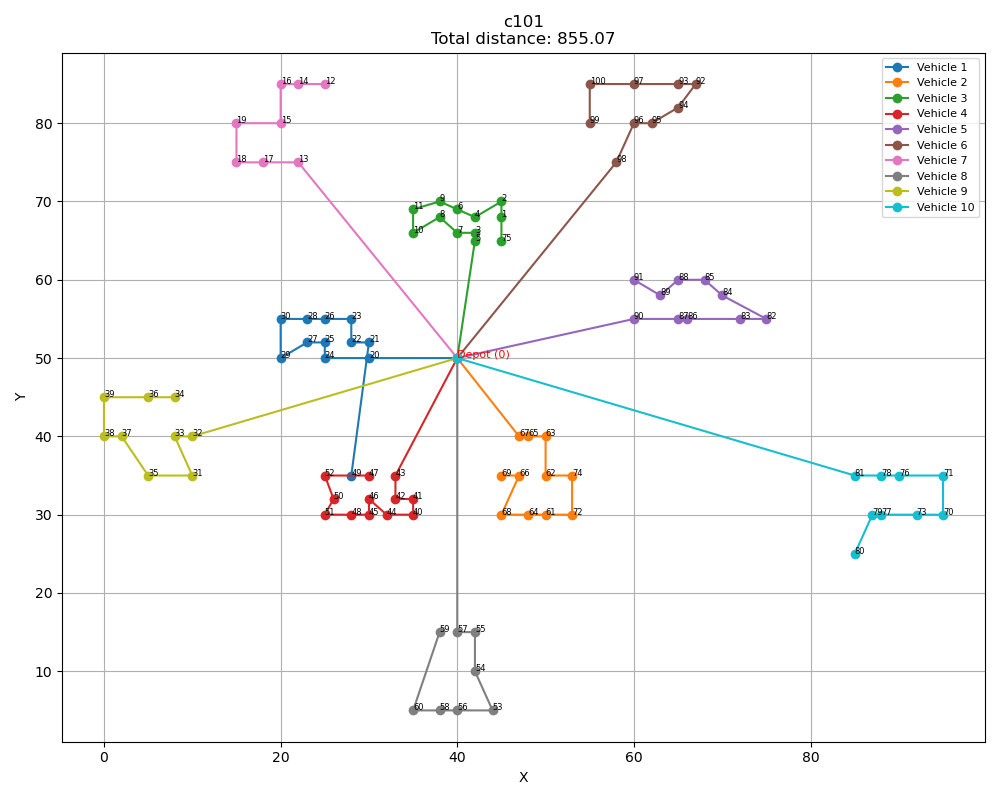 c101
Total distance: 855.07
Vehicle 1
Vehicle 2
Vehicle 3
Vehicle 4
Vehicle 5
Vehicle 6
Vehicle 7
Vehicle 8
Vehicle 9
Vehicle 10
16 14 12
100 97 93 92
94
19 15 99 96 95
18 17 13 98
11 9 6 2
8 4 1
10 7 3
5 75
91 88 85
89 84
30 28 26 23 90 87 86 83 82
27 25 22 21
29 24 20 Depot (0)
39 36 34
38 37 33 32 67 65 63
35 31 52 49 47 43 69 66 62 74 81 78 76 71
50 46 42 41
51 48 45 44 40 68 64 61 72 79 77 73 70
80
59 57 55
54
60 58 56 53
80
70
60
50
40
30
20
10
Y
0 20 40 60 80
X